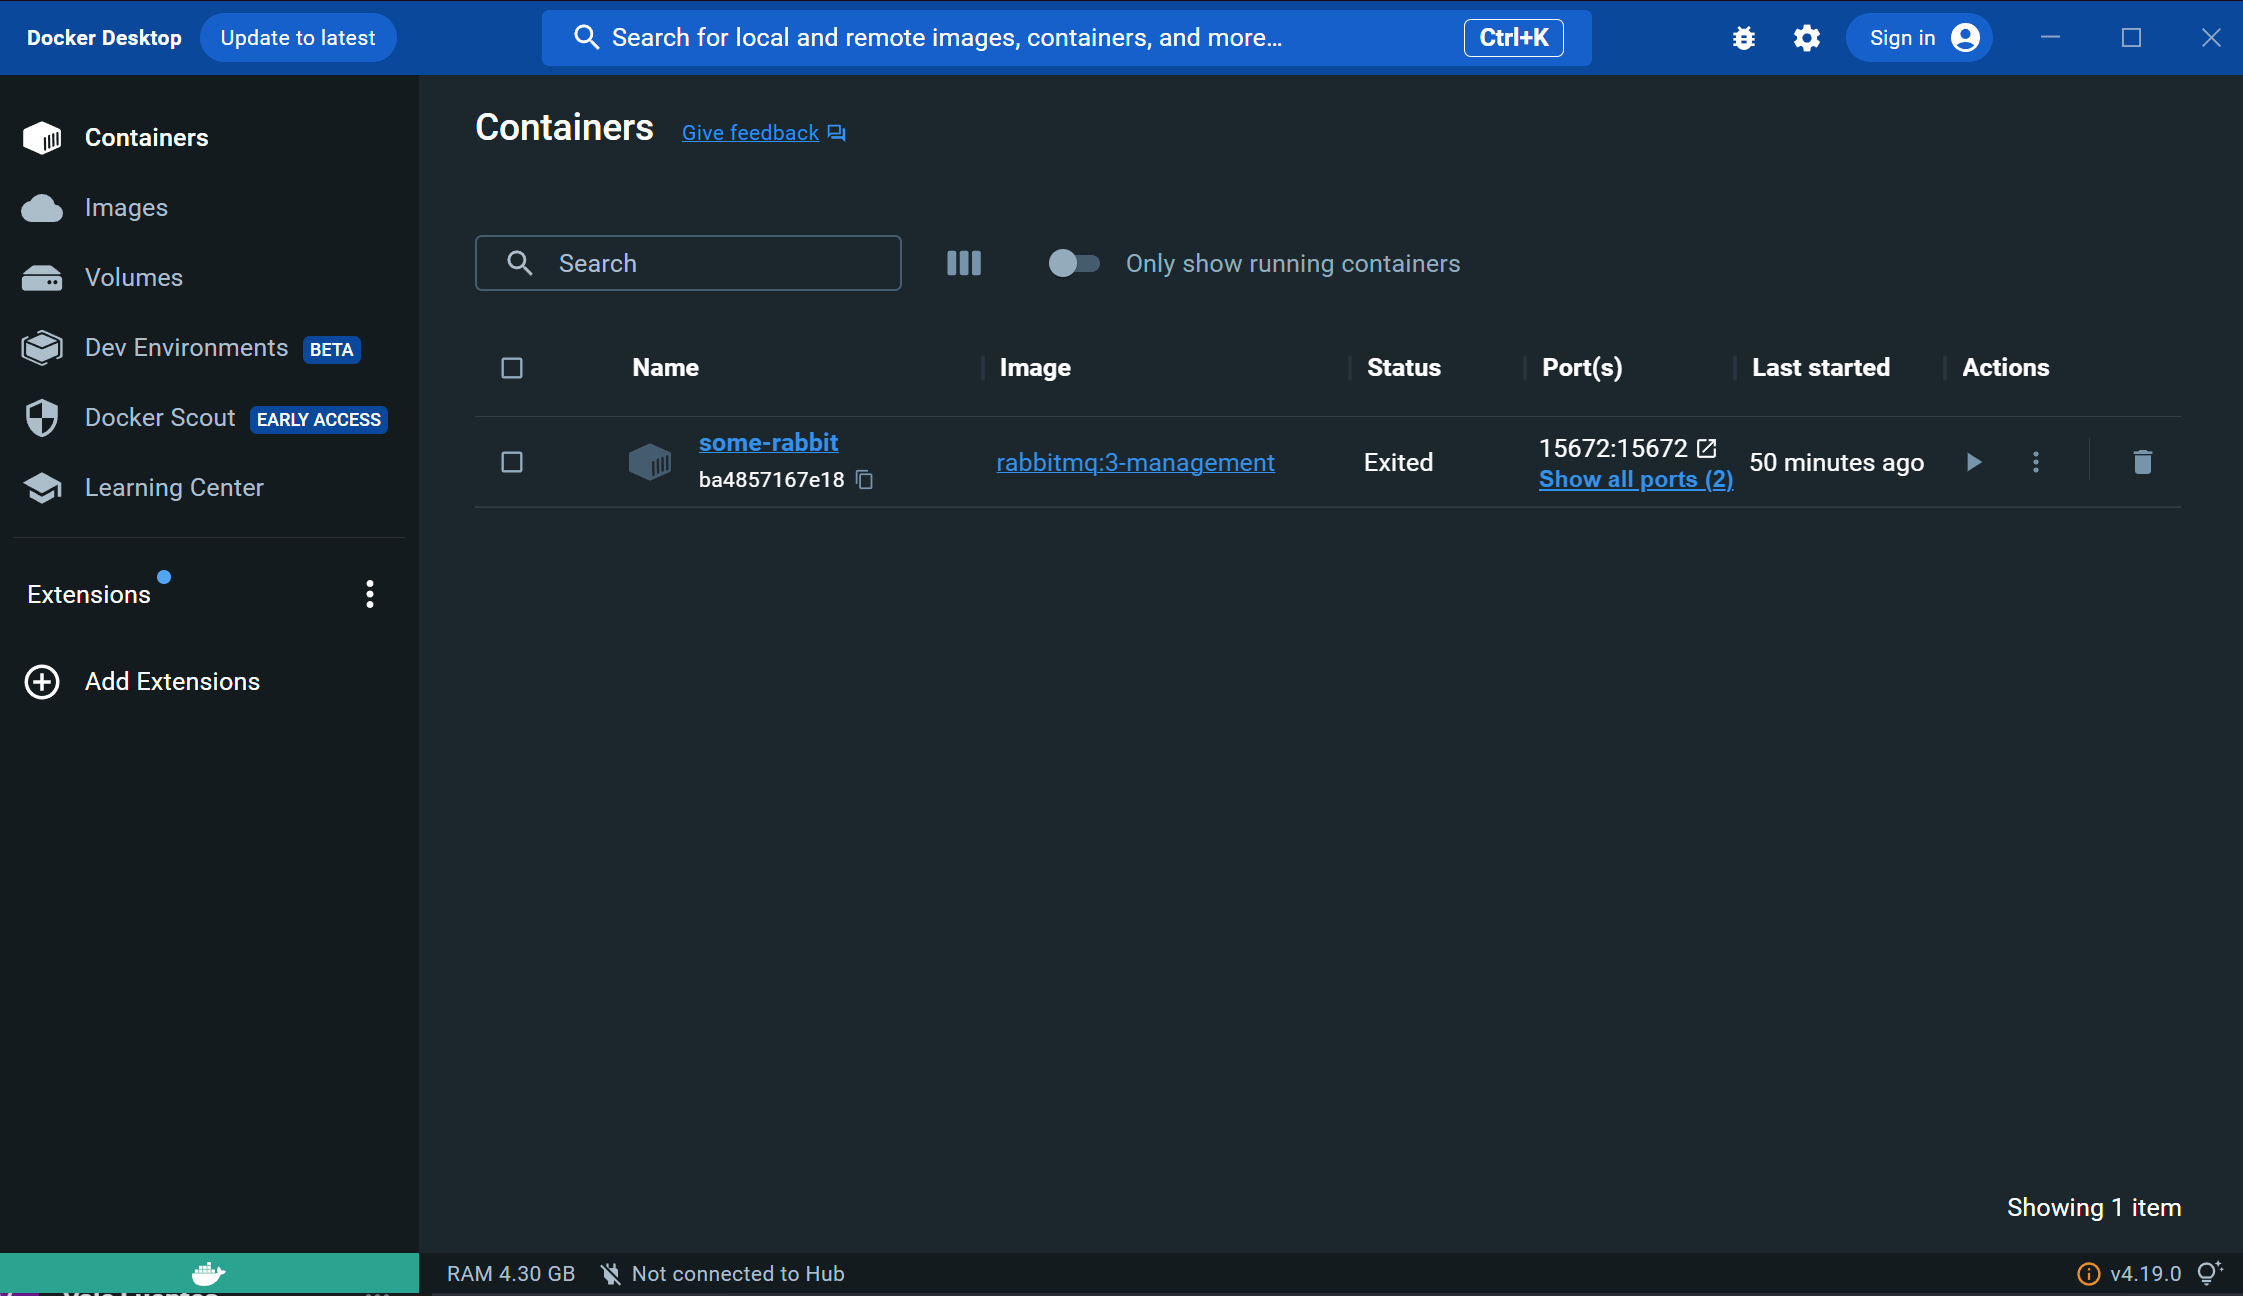 Docker Desktop
Update to latest
Search for local and remote images, containers, and more...
Ctrl+K
Sign in
Containers
Images
Volumes
Dev Environments BETA
Docker Scout EARLY ACCESS
Learning Center
Extensions
Add Extensions
Containers
Give feedback
Search
Only show running containers
Name Image Status Port(s) Last started Actions
some-rabbit
ba4857167e18
rabbitmq:3-management
Exited
15672:15672
Show all ports (2)
50 minutes ago
Showing 1 item
RAM 4.30 GB
Not connected to Hub
v4.19.0